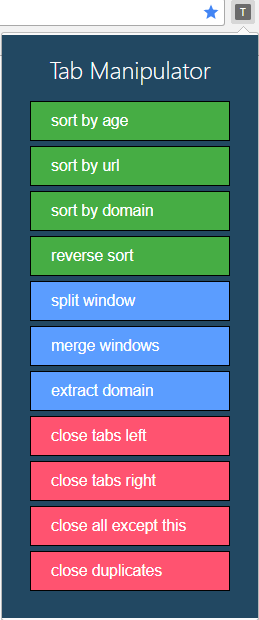 T
Tab Manipulator
sort by age
sort by url
sort by domain
reverse sort
split window
merge windows
extract domain
close tabs left
close tabs right
close all except this
close duplicates